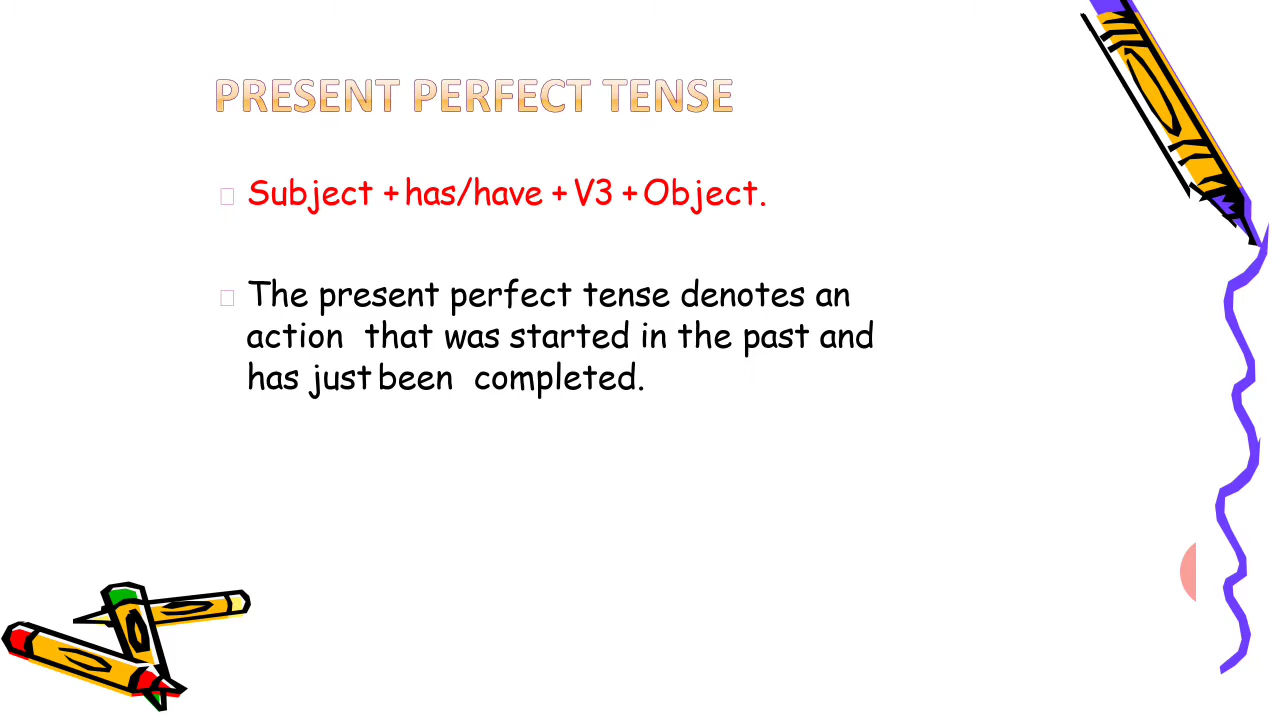 PRESENT PERFECT TENSE
Subject + has/have + V3 + Object.
The present perfect tense denotes an
action that was started in the past and
has just been completed.